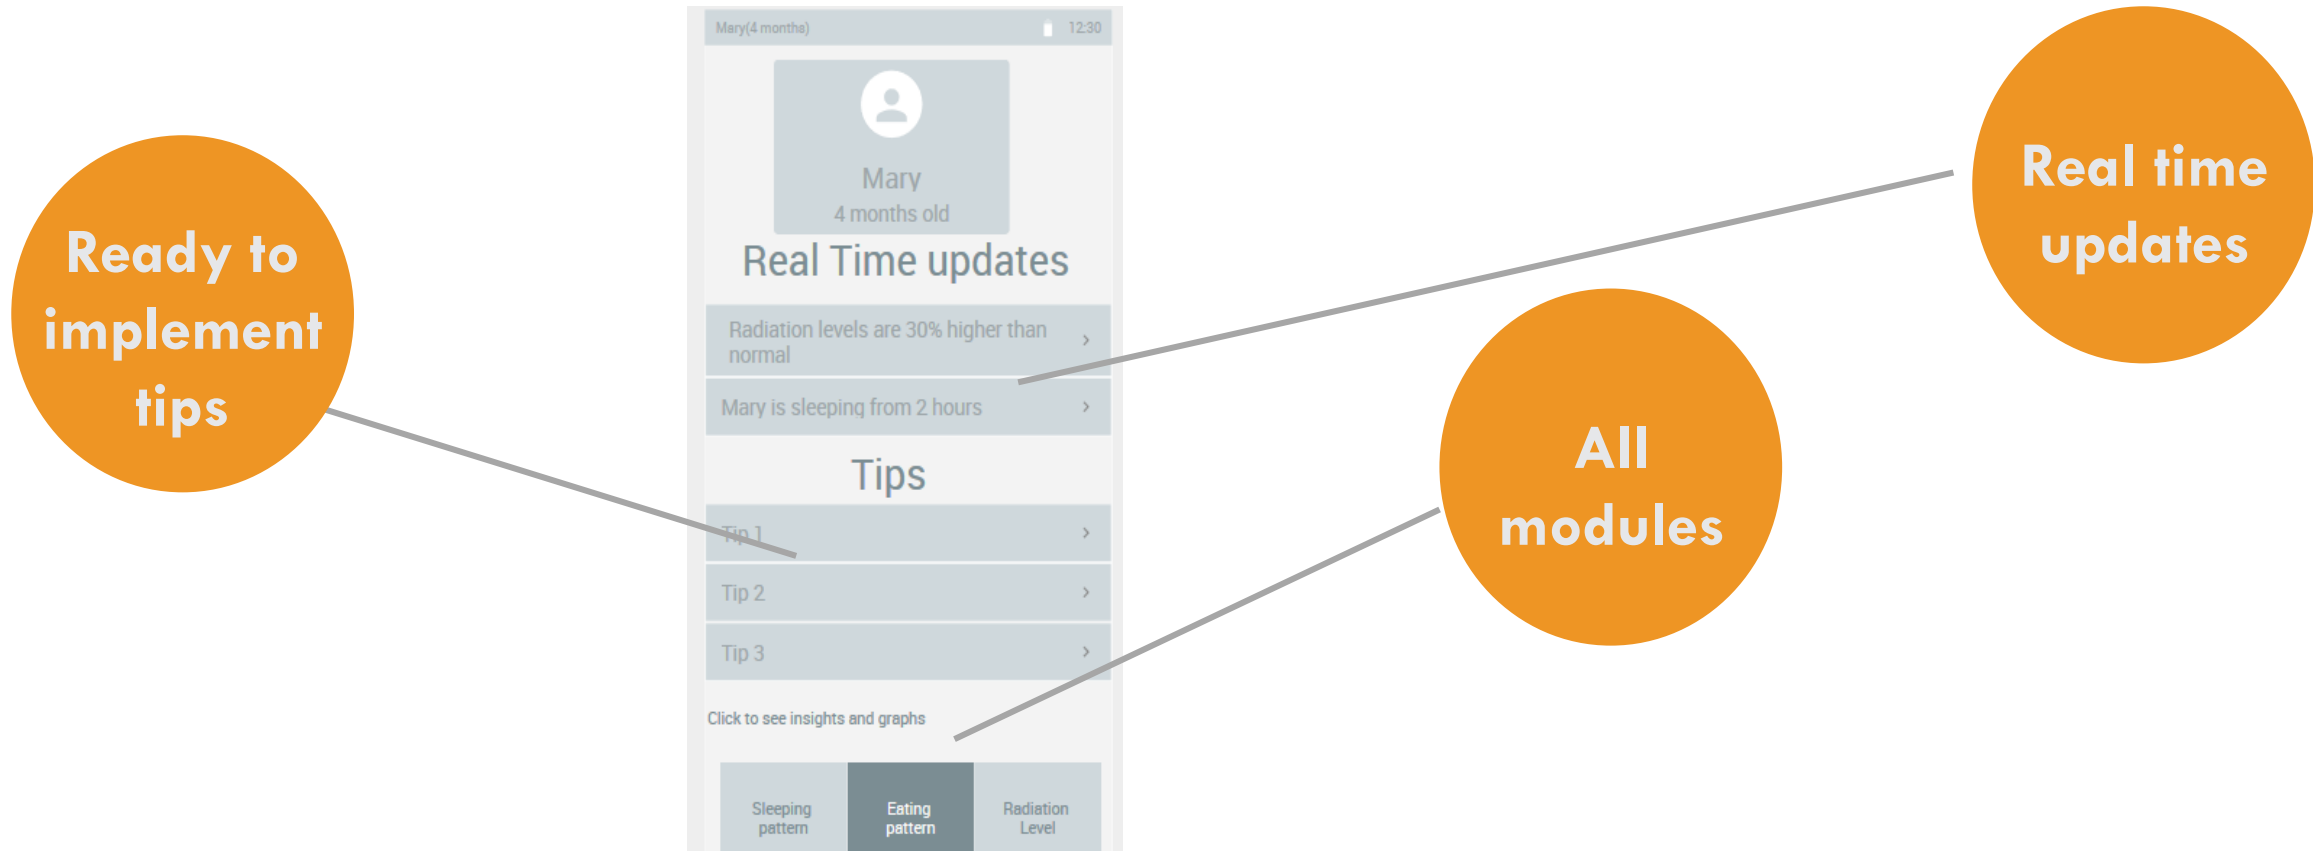 Mary(4 months)
12:30
Mary
4 months old
Real Time updates
Radiation levels are 30% higher than
normal
Mary is sleeping from 2 hours
Tips
Tip 1
Tip 2
Tip 3
Click to see insights and graphs
Sleeping
pattern
Eating
pattern
Radiation
Level
Ready to
implement
tips
Real time
updates
All
modules